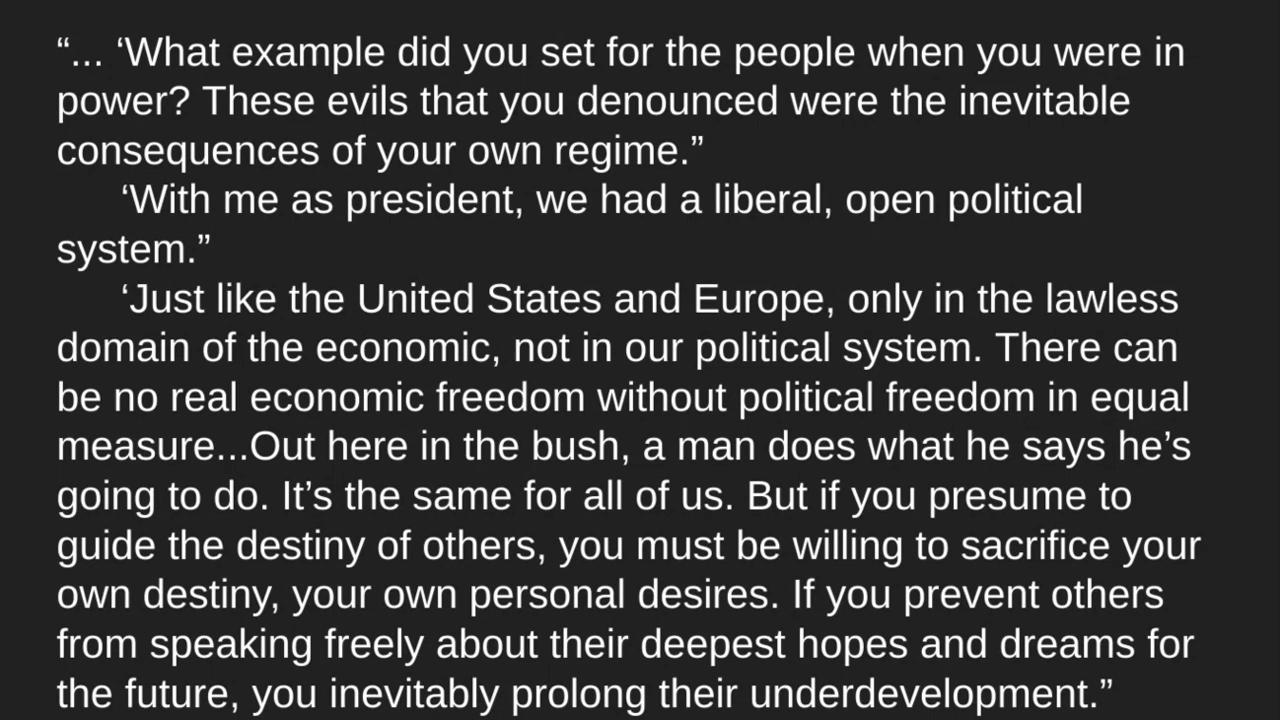 “... ‘What example did you set for the people when you were in
power? These evils that you denounced were the inevitable
consequences of your own regime.”
‘With me as president, we had a liberal, open political
system.”
‘Just like the United States and Europe, only in the lawless
domain of the economic, not in our political system. There can
be no real economic freedom without political freedom in equal
measure...Out here in the bush, a man does what he says he’s
going to do. It’s the same for all of us. But if you presume to
guide the destiny of others, you must be willing to sacrifice your
own destiny, your own personal desires. If you prevent others
from speaking freely about their deepest hopes and dreams for
the future, you inevitably prolong their underdevelopment.”